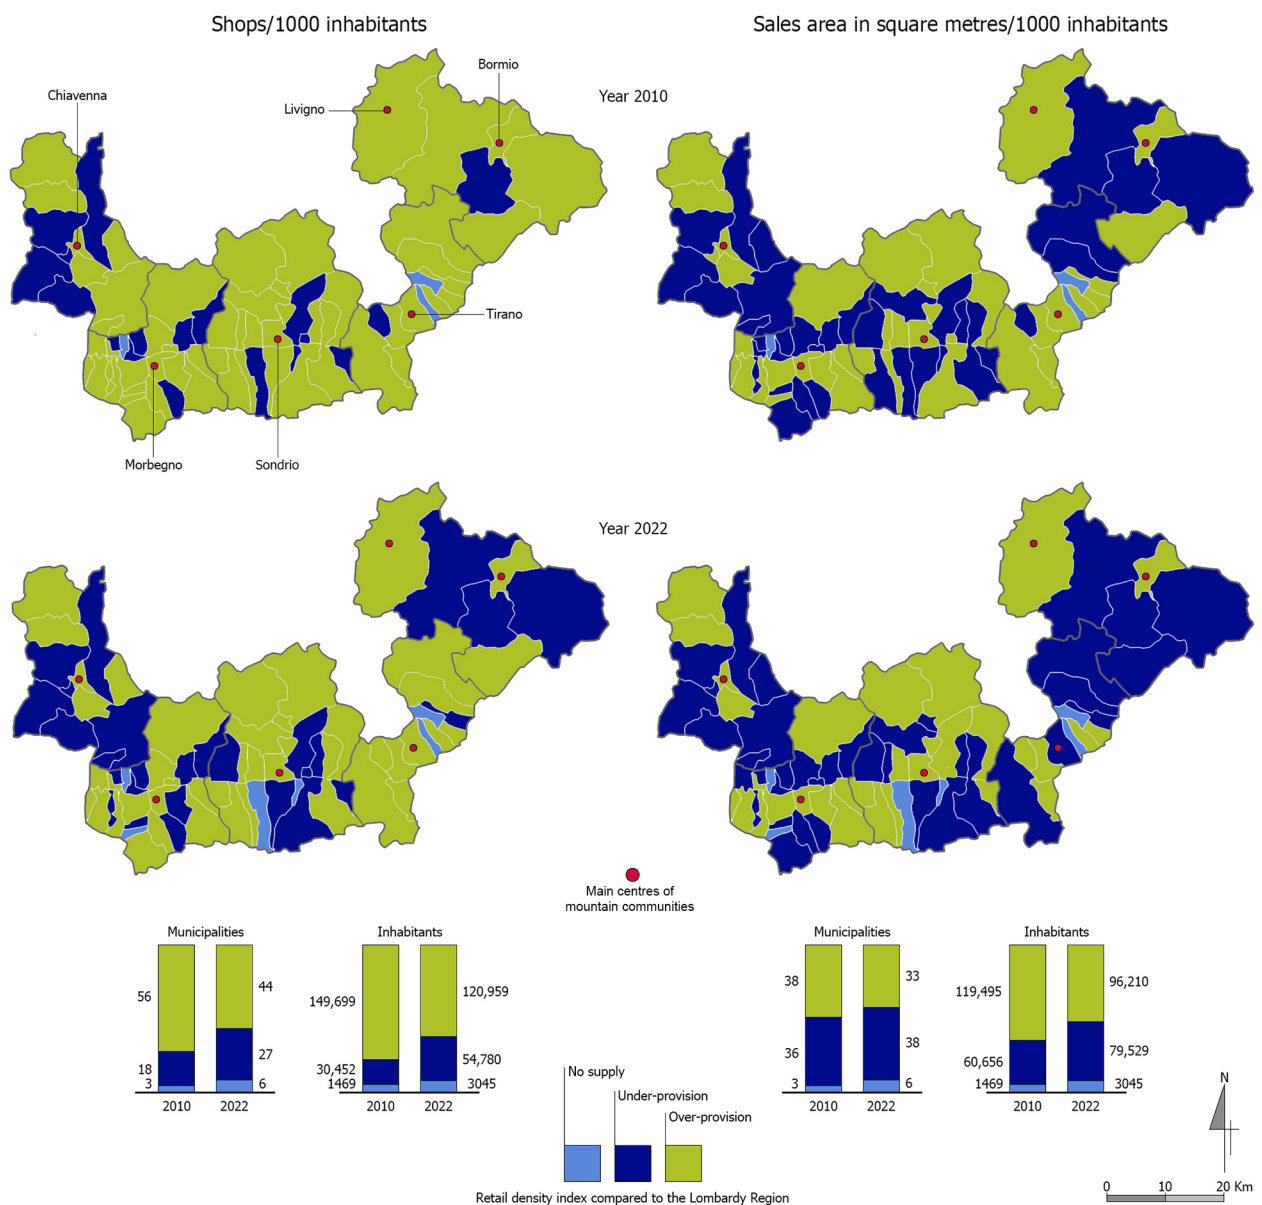 Shops/1000 inhabitants
Sales area in square metres/1000 inhabitants
Year 2010
Chiavenna
Livigno
Bormio
Tirano
Morbegno
Sondrio
Year 2022
Main centres of
mountain communities
Municipalities
56
18
3
44
27
6
2010
2022
Inhabitants
149,699
30,452
1469
120,959
54,780
3045
2010
2022
Municipalities
38
36
3
33
38
6
2010
2022
Inhabitants
119,495
60,656
1469
96,210
79,529
3045
2010
2022
No supply
Under-provision
Over-provision
Retail density index compared to the Lombardy Region
N
0 10 20 Km